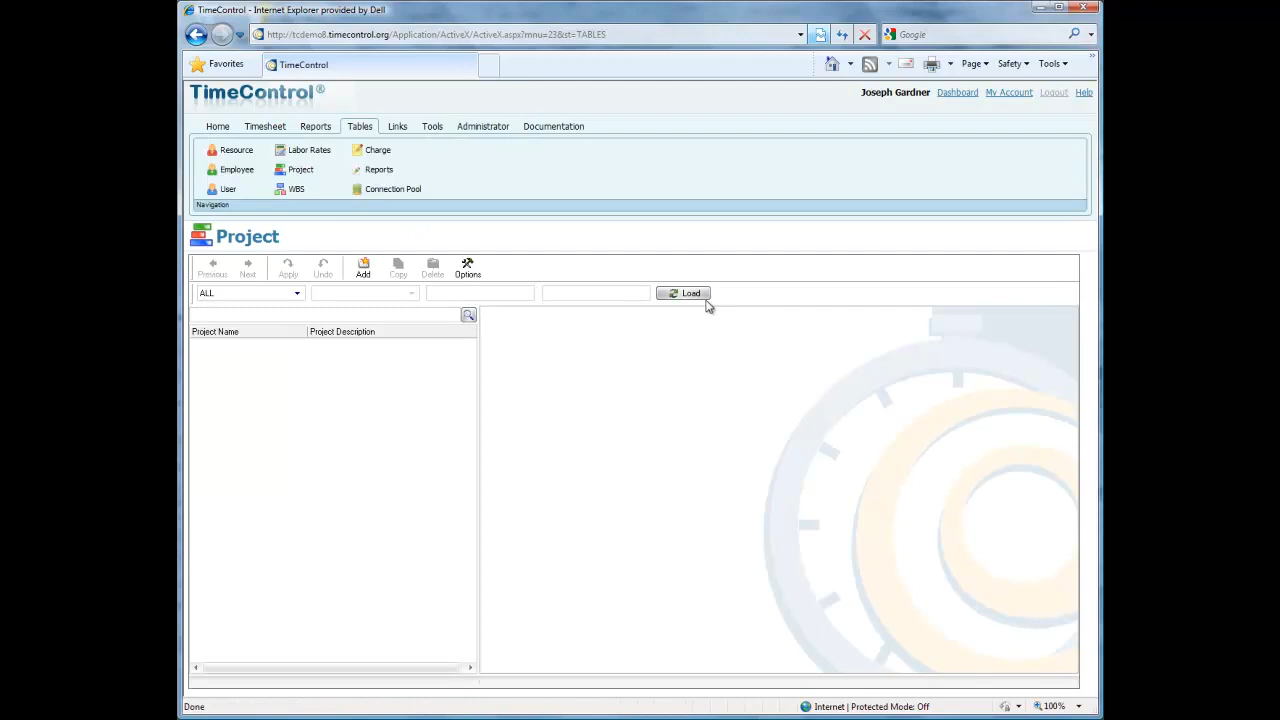 TimeControl - Internet Explorer provided by Dell
http://tcdemo8.timecontrol.org/Application/ActiveX/ActiveX.aspx?mnu=23&st=TABLES
Google
Favorites
TimeControl
Page
Safety
Tools
TimeControl®
Joseph Gardner Dashboard My Account Logout Help
Home Timesheet Reports Tables Links Tools Administrator Documentation
Resource Labor Rates Charge
Employee Project Reports
User WBS Connection Pool
Navigation
Project
Previous Next Apply Undo Add Copy Delete Options
ALL Load
Project Name Project Description
Done Internet | Protected Mode: Off 100%